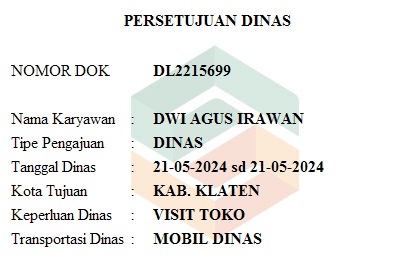 PERSETUJUAN DINAS
NOMOR DOK DL2215699
Nama Karyawan : DWI AGUS IRAWAN
Tipe Pengajuan : DINAS
Tanggal Dinas : 21-05-2024 sd 21-05-2024
Kota Tujuan : KAB. KLATEN
Keperluan Dinas : VISIT TOKO
Transportasi Dinas : MOBIL DINAS